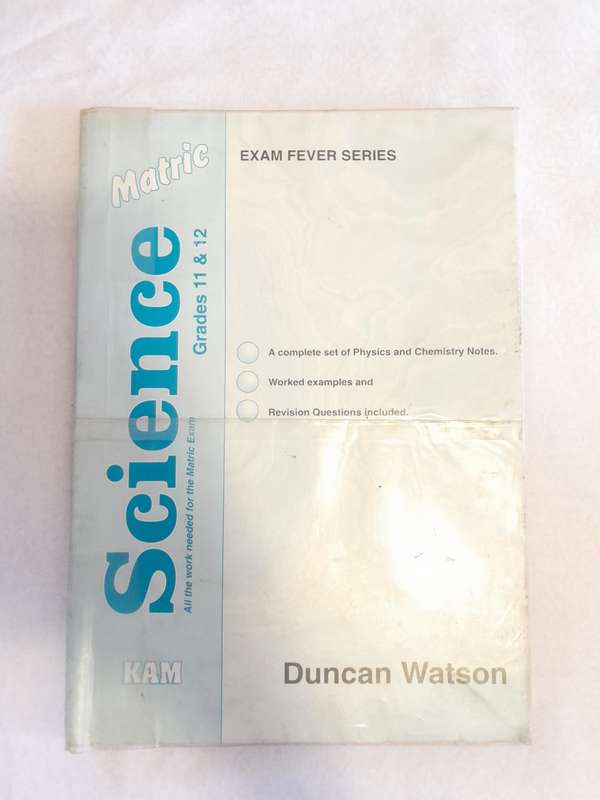 Matric
Science
Grades 11 & 12
All the work needed for the Matric Exam
KAM
EXAM FEVER SERIES
A complete set of Physics and Chemistry Notes.
Worked examples and
Revision Questions included.
Duncan Watson